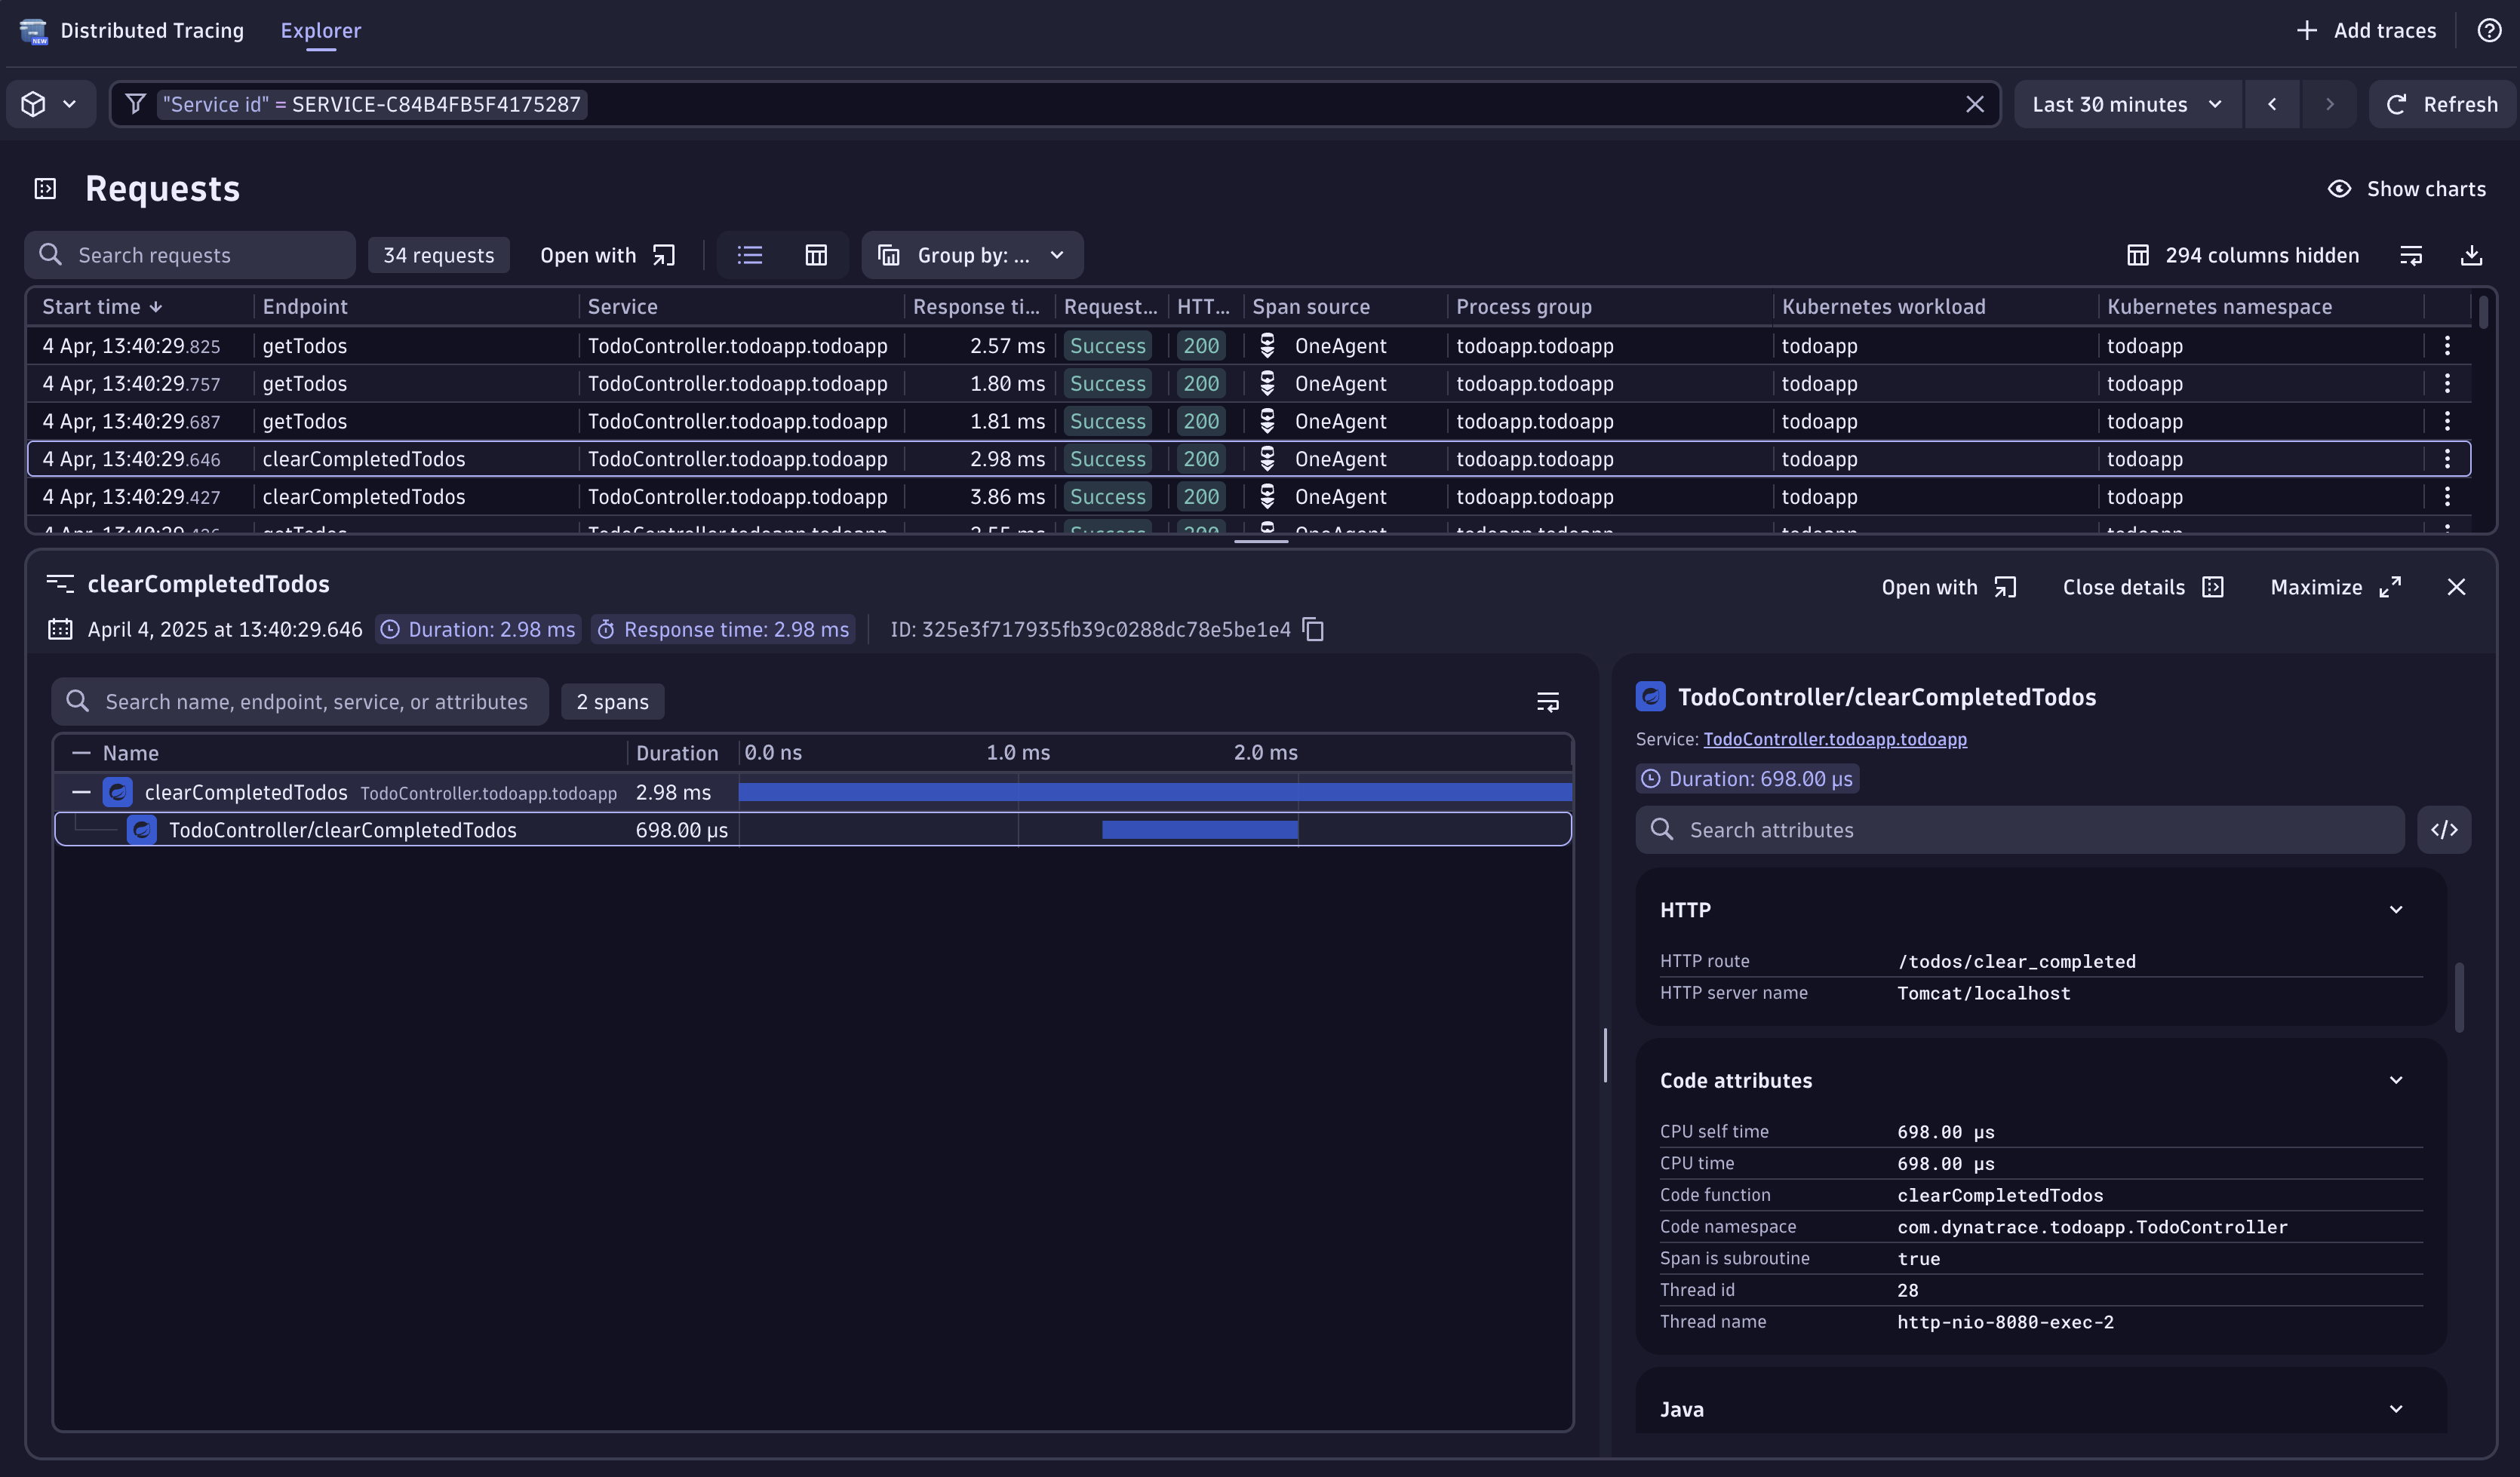 NEW Distributed Tracing Explorer Add traces
"Service id" = SERVICE-C84B4FB5F4175287 Last 30 minutes Refresh
Requests Show charts
Search requests 34 requests Open with Group by: ... 294 columns hidden
Start time Endpoint Service Response ti... Request... HTT... Span source Process group Kubernetes workload Kubernetes namespace
4 Apr, 13:40:29.825 getTodos TodoController.todoapp.todoapp 2.57 ms Success 200 OneAgent todoapp.todoapp todoapp todoapp
4 Apr, 13:40:29.757 getTodos TodoController.todoapp.todoapp 1.80 ms Success 200 OneAgent todoapp.todoapp todoapp todoapp
4 Apr, 13:40:29.687 getTodos TodoController.todoapp.todoapp 1.81 ms Success 200 OneAgent todoapp.todoapp todoapp todoapp
4 Apr, 13:40:29.646 clearCompletedTodos TodoController.todoapp.todoapp 2.98 ms Success 200 OneAgent todoapp.todoapp todoapp todoapp
4 Apr, 13:40:29.427 clearCompletedTodos TodoController.todoapp.todoapp 3.86 ms Success 200 OneAgent todoapp.todoapp todoapp todoapp
clearCompletedTodos Open with Close details Maximize
April 4, 2025 at 13:40:29.646 Duration: 2.98 ms Response time: 2.98 ms ID: 325e3f717935fb39c0288dc78e5be1e4
Search name, endpoint, service, or attributes 2 spans
Name Duration 0.0 ns 1.0 ms 2.0 ms
clearCompletedTodos TodoController.todoapp.todoapp 2.98 ms
TodoController/clearCompletedTodos 698.00 µs
TodoController/clearCompletedTodos
Service: TodoController.todoapp.todoapp
Duration: 698.00 µs
Search attributes
HTTP
HTTP route /todos/clear_completed
HTTP server name Tomcat/localhost
Code attributes
CPU self time 698.00 µs
CPU time 698.00 µs
Code function clearCompletedTodos
Code namespace com.dynatrace.todoapp.TodoController
Span is subroutine true
Thread id 28
Thread name http-nio-8080-exec-2
Java